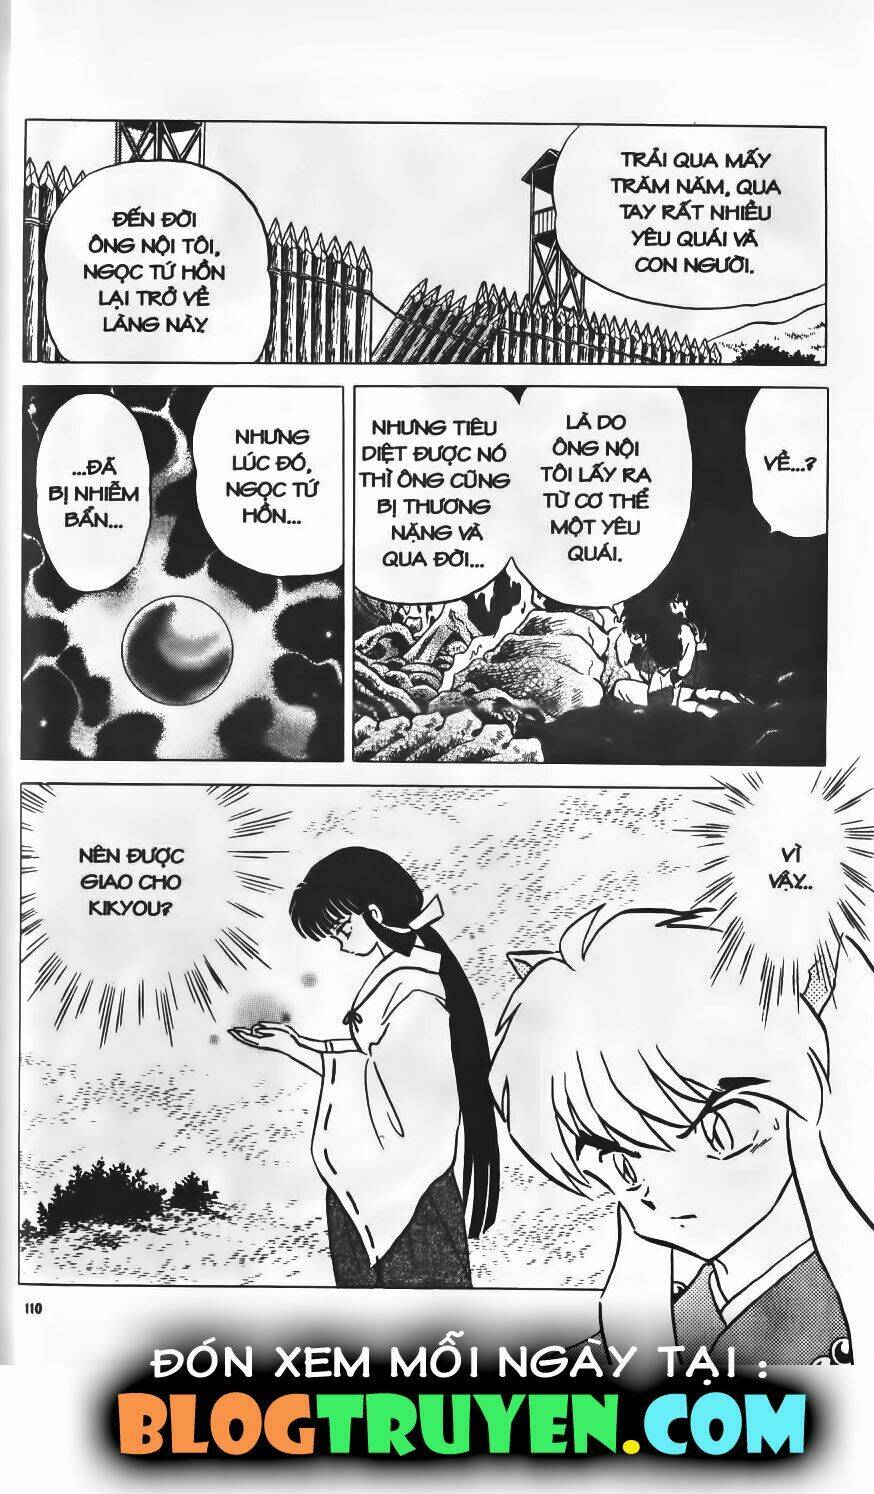 TRẢI QUA MẤY
TRĂM NĂM, QUA
TAY RẤT NHIỀU
YÊU QUÁI VÀ
CON NGƯỜI.
ĐẾN ĐỜI
ÔNG NỘI TÔI,
NGỌC TỨ HỒN
LẠI TRỞ VỀ
LÀNG NÀY.
VỀ...?
LÀ DO
ÔNG NỘI
TÔI LẤY RA
TỪ CƠ THỂ
MỘT YÊU
QUÁI.
NHƯNG TIÊU
DIỆT ĐƯỢC NÓ
THÌ ÔNG CŨNG
BỊ THƯƠNG
NẶNG VÀ
QUA ĐỜI...
NHƯNG
LÚC ĐÓ,
NGỌC TỨ
HỒN...
...ĐÃ
BỊ NHIỄM
BẨN...
VÌ
VẬY...
NÊN ĐƯỢC
GIAO CHO
KIKYOU?
110
ĐÓN XEM MỖI NGÀY TẠI :
BLOGTRUYEN.COM